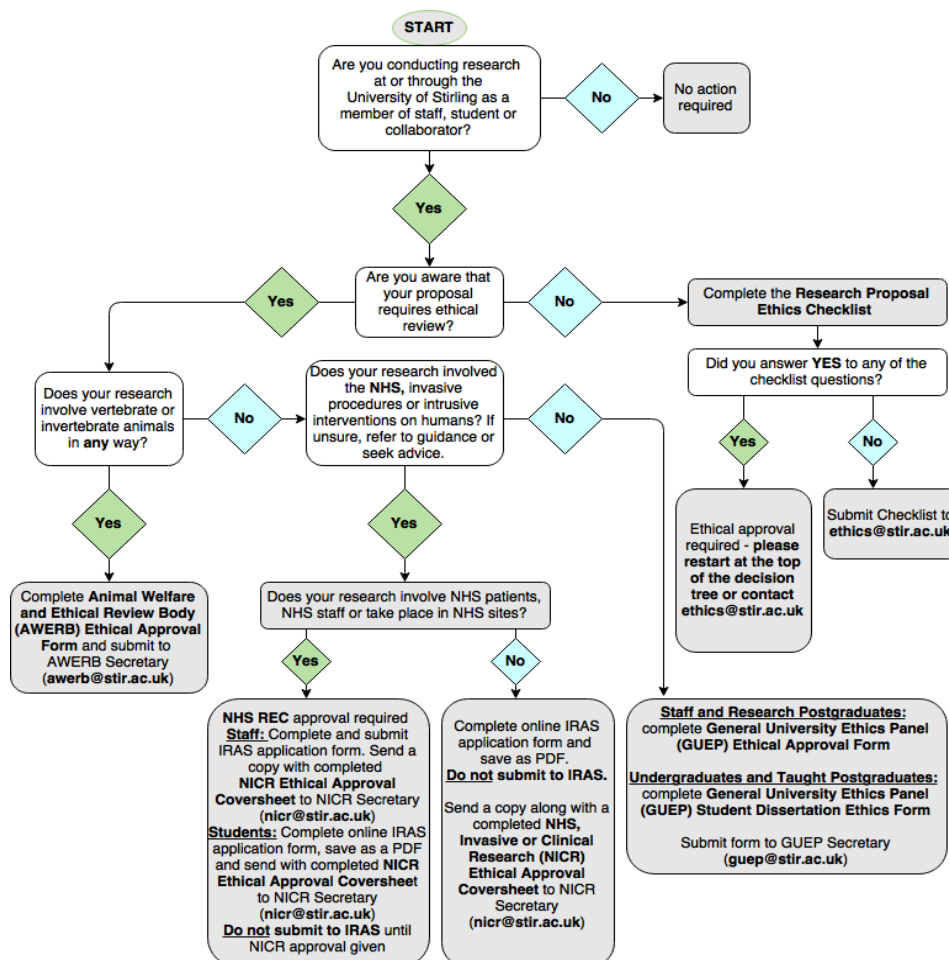 START
Are you conducting research
at or through the
University of Stirling as a
member of staff, student or
collaborator?
No
No action
required
Yes
Are you aware that
your proposal
requires ethical
review?
Yes
No
Complete the Research Proposal
Ethics Checklist
Did you answer YES to any of the
checklist questions?
Does your research
involve vertebrate or
invertebrate animals
in any way?
No
Does your research involved
the NHS, invasive
procedures or intrusive
interventions on humans? If
unsure, refer to guidance or
seek advice.
No
Yes
No
Yes
Yes
Ethical approval
required - please
restart at the top
of the decision
tree or contact
ethics@stir.ac.uk
Submit Checklist to
ethics@stir.ac.uk
Complete Animal Welfare
and Ethical Review Body
(AWERB) Ethical Approval
Form and submit to
AWERB Secretary
(awerb@stir.ac.uk)
Does your research involve NHS patients,
NHS staff or take place in NHS sites?
Yes
No
NHS REC approval required
Staff: Complete and submit
IRAS application form. Send a
copy with completed
NICR Ethical Approval
Coversheet to NICR Secretary
(nicr@stir.ac.uk)
Students: Complete online IRAS
application form, save as a PDF
and send with completed NICR
Ethical Approval Coversheet
to NICR Secretary
(nicr@stir.ac.uk)
Do not submit to IRAS until
NICR approval given
Complete online IRAS
application form and
save as PDF.
Do not submit to IRAS.
Send a copy along with a
completed NHS,
Invasive or Clinical
Research (NICR)
Ethical Approval
Coversheet to NICR
Secretary
(nicr@stir.ac.uk)
Staff and Research Postgraduates:
complete General University Ethics Panel
(GUEP) Ethical Approval Form
Undergraduates and Taught Postgraduates:
complete General University Ethics Panel
(GUEP) Student Dissertation Ethics Form
Submit form to GUEP Secretary
(guep@stir.ac.uk)